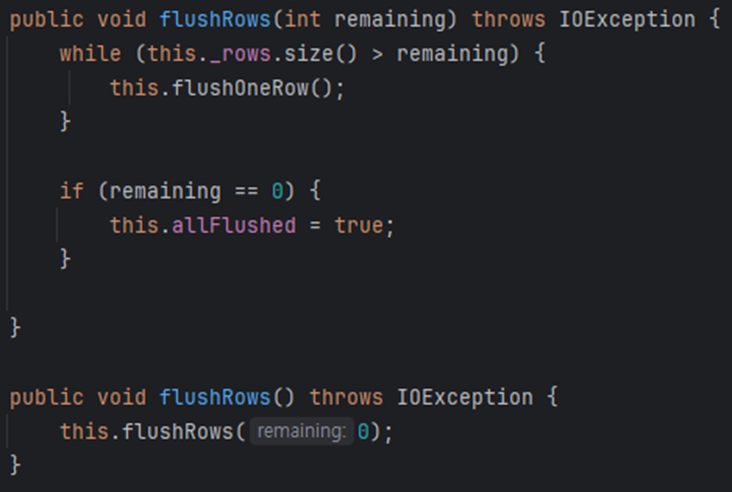 public void flushRows(int remaining) throws IOException {
    while (this._rows.size() > remaining) {
        this.flushOneRow();
    }

    if (remaining == 0) {
        this.allFlushed = true;
    }

}

public void flushRows() throws IOException {
    this.flushRows( remaining: 0);
}